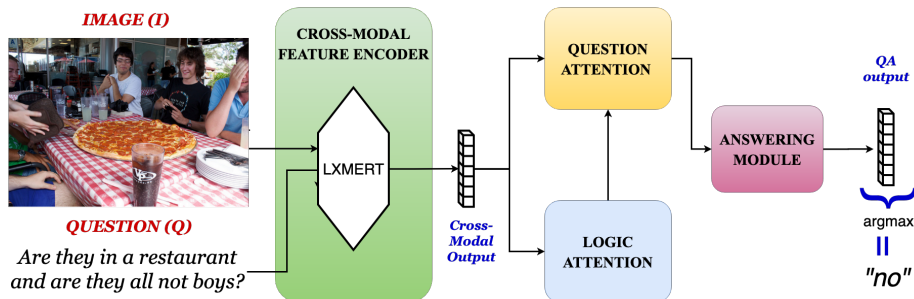 IMAGE (I)
QUESTION (Q)
Are they in a restaurant
and are they all not boys?
CROSS-MODAL
FEATURE ENCODER
LXMERT
Cross-
Modal
Output
QUESTION
ATTENTION
LOGIC
ATTENTION
ANSWERING
MODULE
QA
output
argmax
"no"